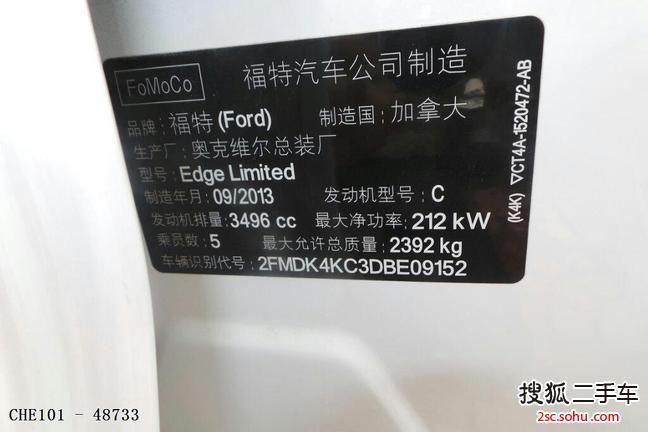 FoMoCo
福特汽车公司制造
品牌: 福特 (Ford) 制造国: 加拿大
生产厂: 奥克维尔总装厂
型号: Edge Limited
制造年月: 09/2013 发动机型号: C
发动机排量: 3496 cc 最大净功率: 212 kW
乘员数: 5 最大允许总质量: 2392 kg
车辆识别代号: 2FMDK4KC3DBE09152
(K4K) ▽CT4A-1520472-AB
CHE101 - 48733
搜狐二手车
2sc.sohu.com